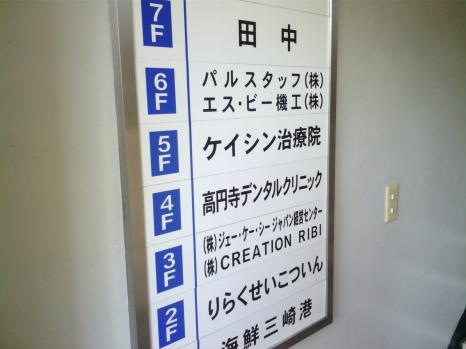 7F 田中
6F パルスタッフ(株)
エス・ビー機工(株)
5F ケイシン治療院
4F 高円寺デンタルクリニック
3F (株)ジェー・ケー・シージャパン経営センター
(株)CREATION RIBI
2F りらくせいこついん
海鮮三崎港